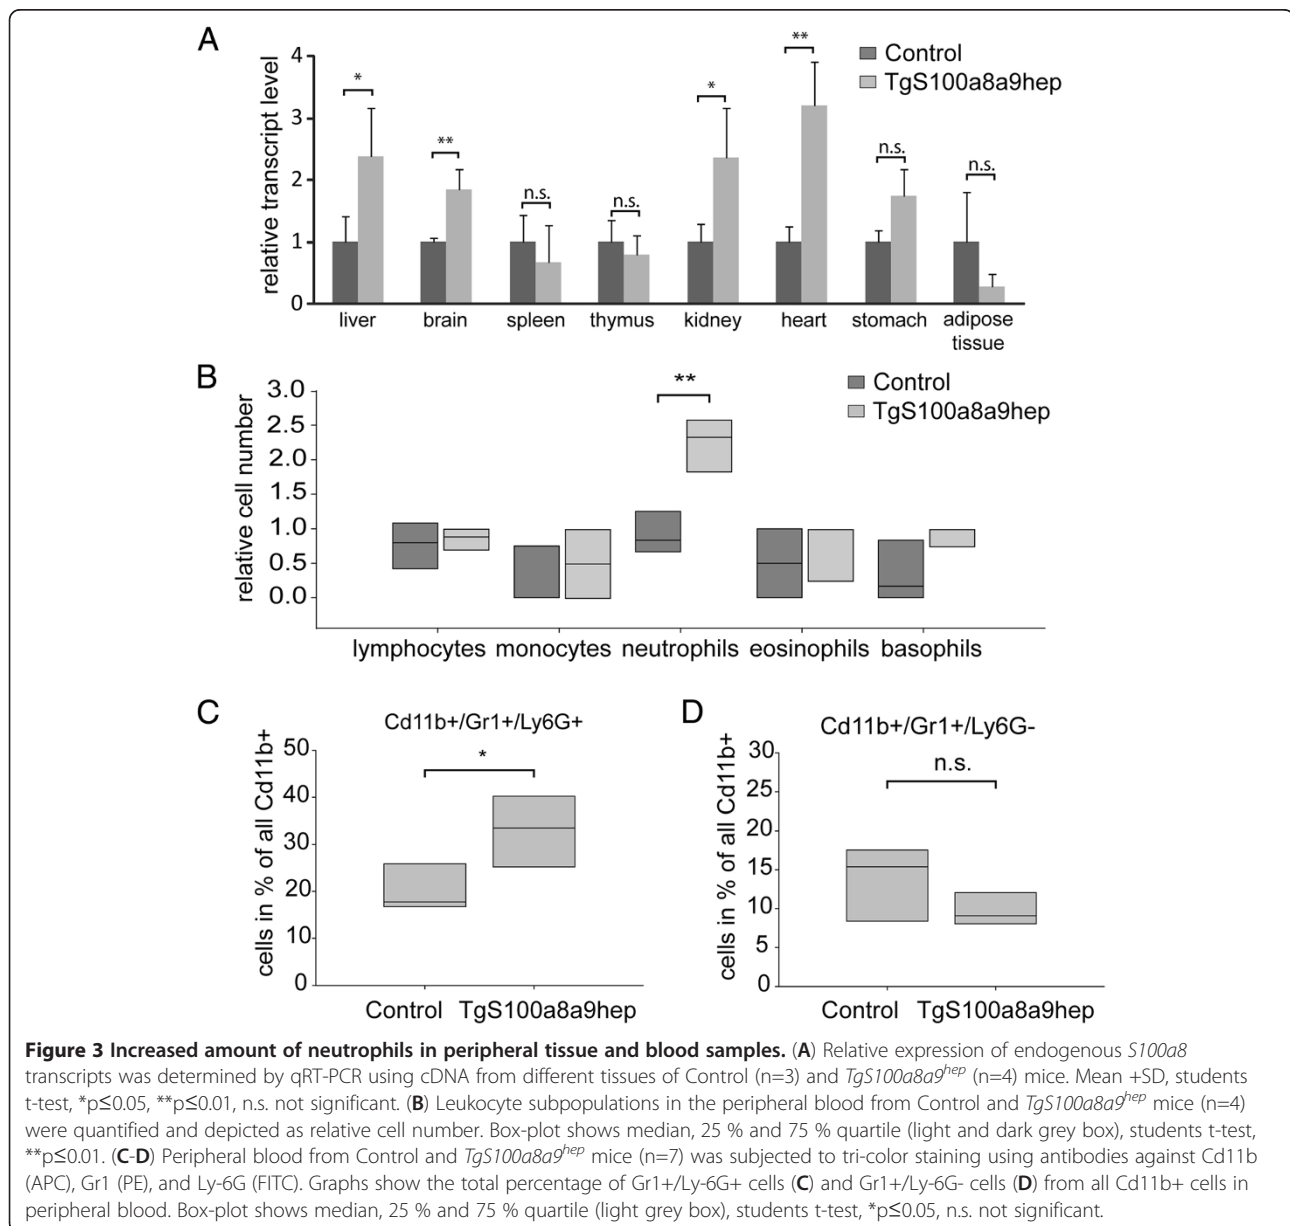 A
Control
TgS100a8a9hep
relative transcript level
4
3
2
1
0
*
**
n.s.
n.s.
*
**
n.s.
n.s.
liver brain spleen thymus kidney heart stomach adipose
tissue
B
Control
TgS100a8a9hep
relative cell number
3.0
2.5
2.0
1.5
1.0
0.5
0.0
**
lymphocytes monocytes neutrophils eosinophils basophils
C
Cd11b+/Gr1+/Ly6G+
cells in % of all Cd11b+
50
40
30
20
10
0
*
Control TgS100a8a9hep
D
Cd11b+/Gr1+/Ly6G-
cells in % of all Cd11b+
30
25
20
15
10
5
0
n.s.
Control TgS100a8a9hep
Figure 3 Increased amount of neutrophils in peripheral tissue and blood samples. (A) Relative expression of endogenous S100a8
transcripts was determined by qRT-PCR using cDNA from different tissues of Control (n=3) and TgS100a8a9hep (n=4) mice. Mean +SD, students
t-test, *p≤0.05, **p≤0.01, n.s. not significant. (B) Leukocyte subpopulations in the peripheral blood from Control and TgS100a8a9hep mice (n=4)
were quantified and depicted as relative cell number. Box-plot shows median, 25 % and 75 % quartile (light and dark grey box), students t-test,
**p≤0.01. (C-D) Peripheral blood from Control and TgS100a8a9hep mice (n=7) was subjected to tri-color staining using antibodies against Cd11b
(APC), Gr1 (PE), and Ly-6G (FITC). Graphs show the total percentage of Gr1+/Ly-6G+ cells (C) and Gr1+/Ly-6G- cells (D) from all Cd11b+ cells in
peripheral blood. Box-plot shows median, 25 % and 75 % quartile (light grey box), students t-test, *p≤0.05, n.s. not significant.